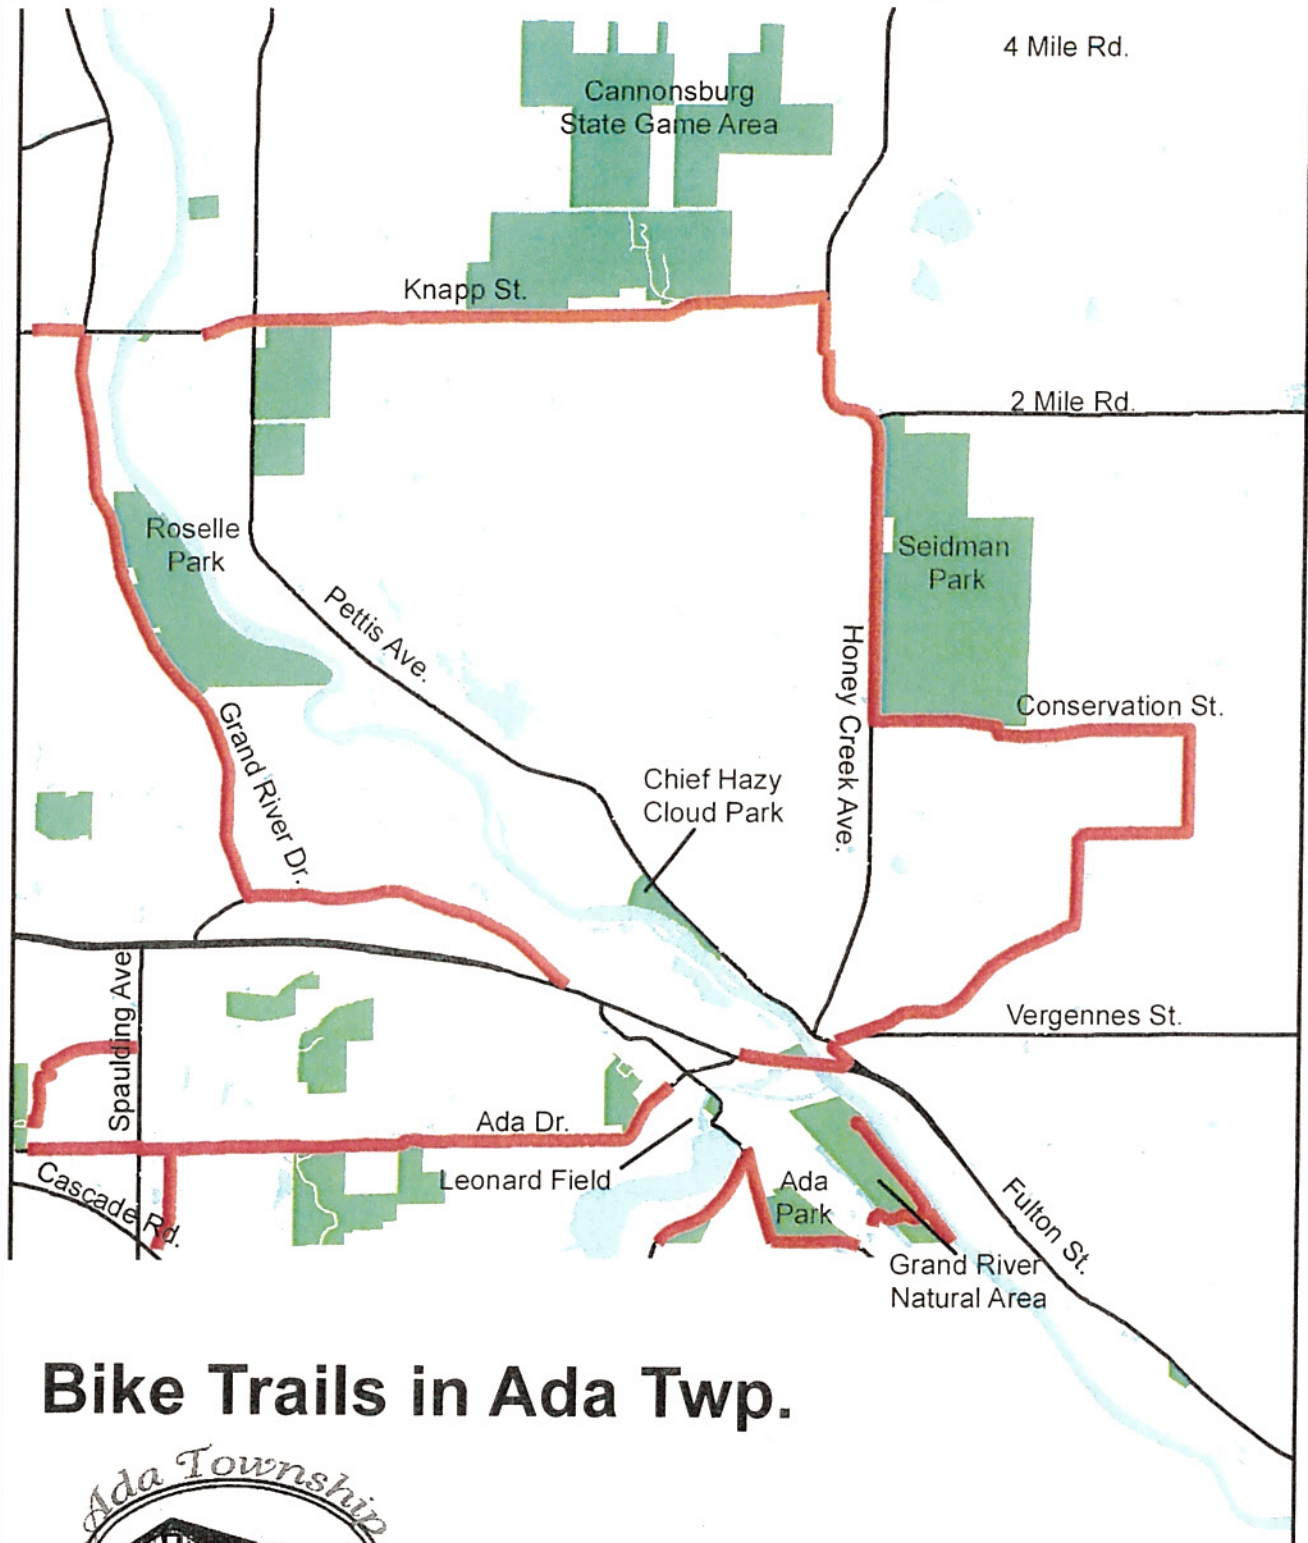 4 Mile Rd.
Cannonsburg
State Game Area
Knapp St.
2 Mile Rd.
Roselle
Park
Seidman
Park
Pettis Ave.
Honey Creek Ave.
Conservation St.
Grand River Dr.
Chief Hazy
Cloud Park
Spaulding Ave
Vergennes St.
Ada Dr.
Cascade Rd.
Leonard Field
Ada
Park
Fulton St.
Grand River
Natural Area
Bike Trails in Ada Twp.
Ada Township